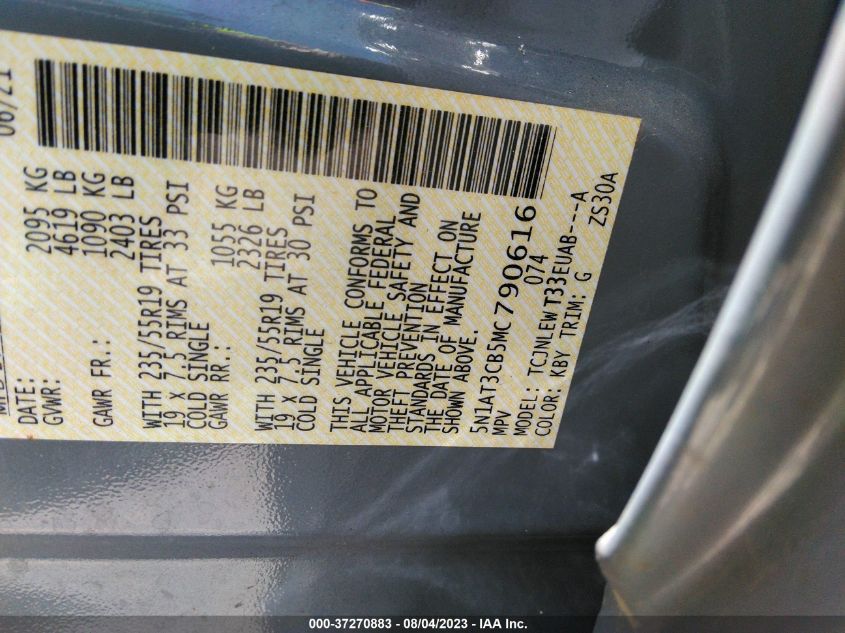 DATE: 06/21
GVWR: 2095 KG
4619 LB
GAWR FR.: 1090 KG
2403 LB
WITH 235/55R19 TIRES
19 X 7.5 RIMS AT 33 PSI
COLD SINGLE
GAWR RR.: 1055 KG
2326 LB
WITH 235/55R19 TIRES
19 X 7.5 RIMS AT 30 PSI
COLD SINGLE
THIS VEHICLE CONFORMS TO
ALL APPLICABLE FEDERAL
MOTOR VEHICLE SAFETY AND
THEFT PREVENTION
STANDARDS IN EFFECT ON
THE DATE OF MANUFACTURE
SHOWN ABOVE.
5N1AT3CB5MC790616
MPV 074
MODEL: TCJNLEWT33EUAB---A
COLOR: KBY TRIM: G ZS30A
000-37270883 - 08/04/2023 - IAA Inc.